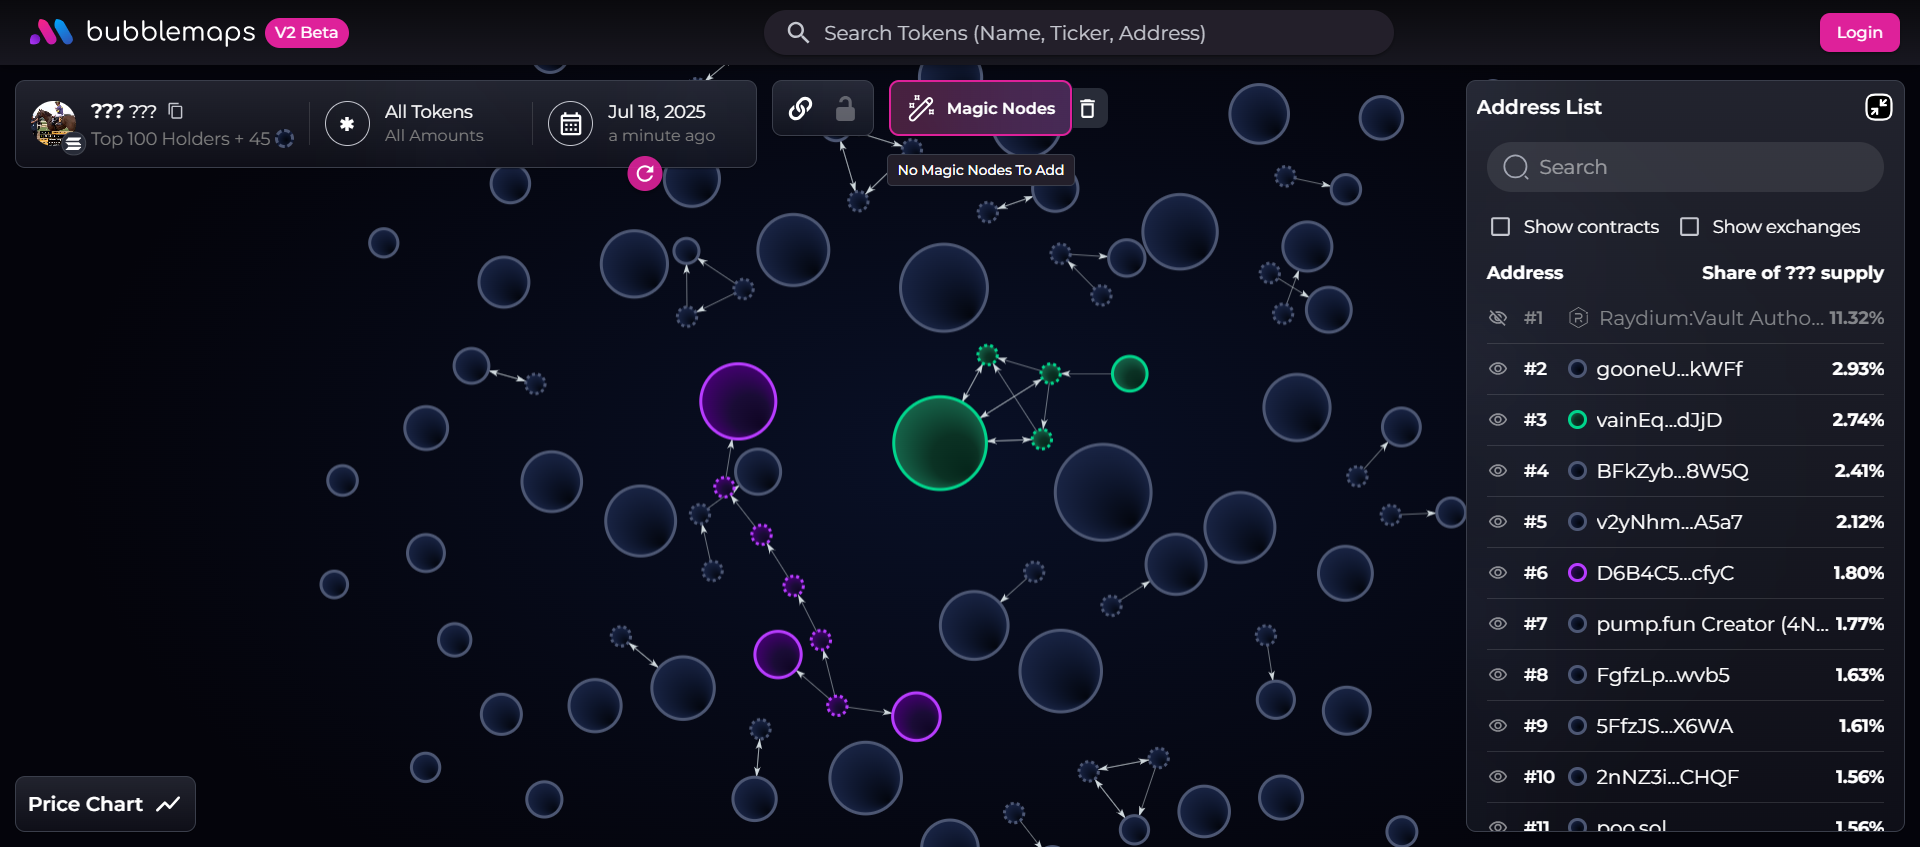 bubblemaps V2 Beta
Search Tokens (Name, Ticker, Address)
Login
??? ???
Top 100 Holders + 45
All Tokens
All Amounts
Jul 18, 2025
a minute ago
Magic Nodes
No Magic Nodes To Add
Address List
Search
Show contracts Show exchanges
Address Share of ??? supply
#1 Raydium:Vault Autho... 11.32%
#2 gooneU...kWFf 2.93%
#3 vainEq...dJjD 2.74%
#4 BFkZyb...8W5Q 2.41%
#5 v2yNhm...A5a7 2.12%
#6 D6B4C5...cfyC 1.80%
#7 pump.fun Creator (4N... 1.77%
#8 FgfzLp...wvb5 1.63%
#9 5FfzJS...X6WA 1.61%
#10 2nNZ3i...CHQF 1.56%
#11 poo.sol 1.56%
Price Chart